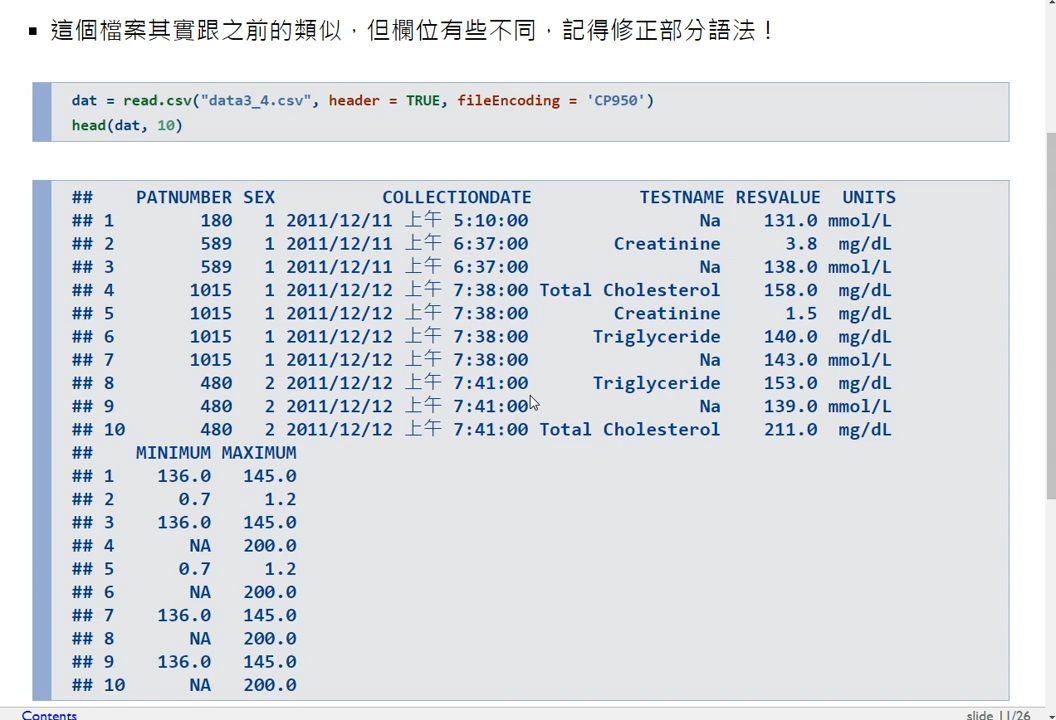 ▪ 這個檔案其實跟之前的類似，但欄位有些不同，記得修正部分語法！
dat = read.csv("data3_4.csv", header = TRUE, fileEncoding = 'CP950')
head(dat, 10)
##    PATNUMBER SEX          COLLECTIONDATE          TESTNAME RESVALUE  UNITS
## 1        180   1 2011/12/11 上午 5:10:00                Na    131.0 mmol/L
## 2        589   1 2011/12/11 上午 6:37:00        Creatinine      3.8  mg/dL
## 3        589   1 2011/12/11 上午 6:37:00                Na    138.0 mmol/L
## 4       1015   1 2011/12/12 上午 7:38:00 Total Cholesterol    158.0  mg/dL
## 5       1015   1 2011/12/12 上午 7:38:00        Creatinine      1.5  mg/dL
## 6       1015   1 2011/12/12 上午 7:38:00      Triglyceride    140.0  mg/dL
## 7       1015   1 2011/12/12 上午 7:38:00                Na    143.0 mmol/L
## 8        480   2 2011/12/12 上午 7:41:00      Triglyceride    153.0  mg/dL
## 9        480   2 2011/12/12 上午 7:41:00                Na    139.0 mmol/L
## 10       480   2 2011/12/12 上午 7:41:00 Total Cholesterol    211.0  mg/dL
##    MINIMUM MAXIMUM
## 1    136.0   145.0
## 2      0.7     1.2
## 3    136.0   145.0
## 4       NA   200.0
## 5      0.7     1.2
## 6       NA   200.0
## 7    136.0   145.0
## 8       NA   200.0
## 9    136.0   145.0
## 10      NA   200.0
Contents
slide 11/26